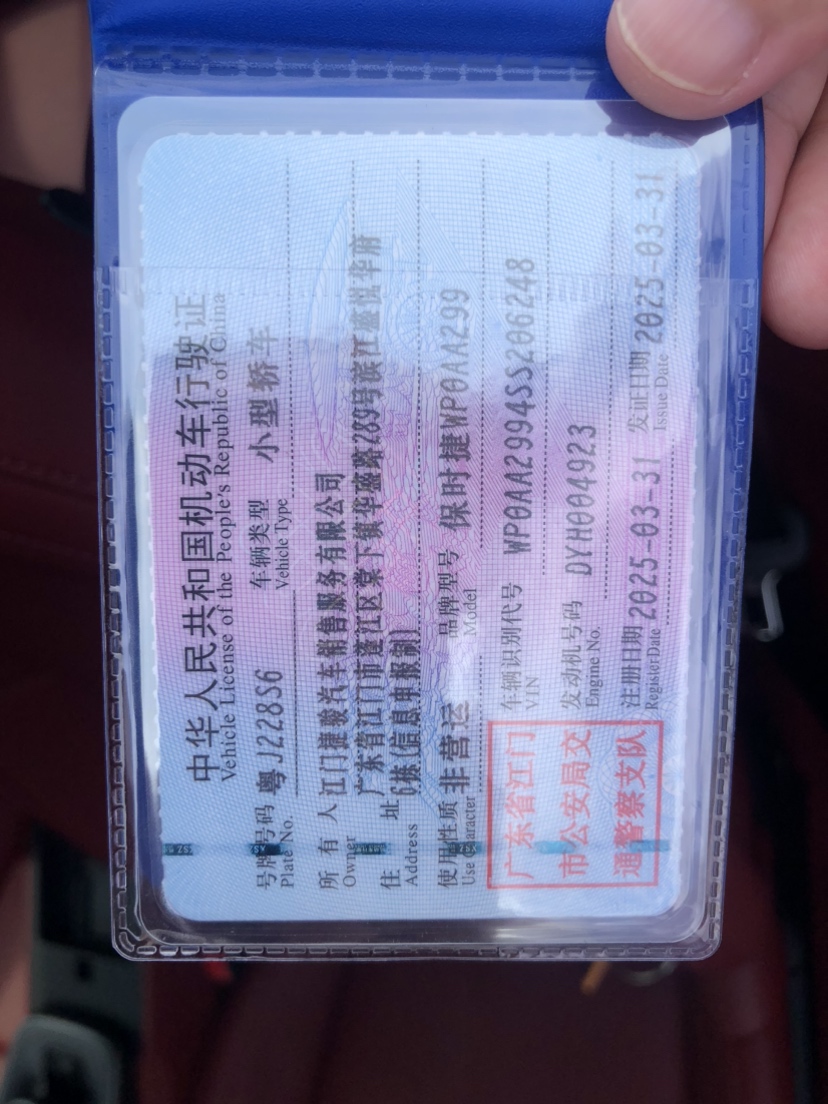 中华人民共和国机动车行驶证
Vehicle License of the People's Republic of China
号牌号码 粤J228S6 车辆类型 小型轿车
Plate No. Vehicle Type
所有人 江门捷骏汽车销售服务有限公司
Owner
住址 广东省江门市蓬江区棠下镇华盛路289号滨江盛悦华府
Address 6栋(信息申报制)
使用性质 非营运 品牌型号 保时捷WP0AA299
Use Character Model
广东省江门
市公安局交
通警察支队
车辆识别代号 WP0AA2994SS206248
VIN
发动机号码 DYH004923
Engine No.
注册日期 2025-03-31 发证日期 2025-03-31
Register Date Issue Date